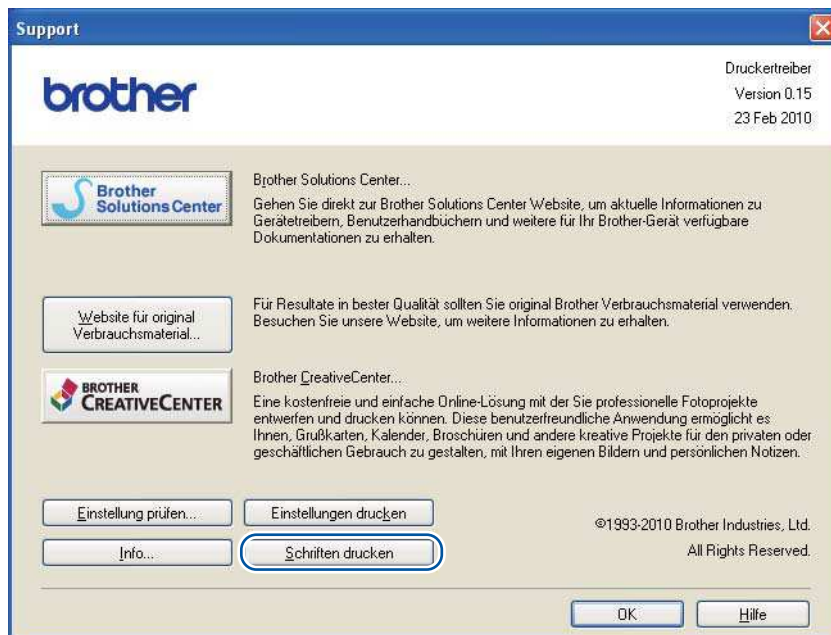 Support
brother
Druckertreiber
Version 0.15
23 Feb 2010
Brother
Solutions Center
Brother Solutions Center...
Gehen Sie direkt zur Brother Solutions Center Website, um aktuelle Informationen zu
Gerätetreibern, Benutzerhandbüchern und weitere für Ihr Brother-Gerät verfügbare
Dokumentationen zu erhalten.
Website für original
Verbrauchsmaterial...
Für Resultate in bester Qualität sollten Sie original Brother Verbrauchsmaterial verwenden.
Besuchen Sie unsere Website, um weitere Informationen zu erhalten.
BROTHER
CREATIVECENTER
Brother CreativeCenter...
Eine kostenfreie und einfache Online-Lösung mit der Sie professionelle Fotoprojekte
entwerfen und drucken können. Diese benutzerfreundliche Anwendung ermöglicht es
Ihnen, Grußkarten, Kalender, Broschüren und andere kreative Projekte für den privaten oder
geschäftlichen Gebrauch zu gestalten, mit Ihren eigenen Bildern und persönlichen Notizen.
Einstellung prüfen...
Einstellungen drucken
Info...
Schriften drucken
©1993-2010 Brother Industries, Ltd.
All Rights Reserved.
OK
Hilfe